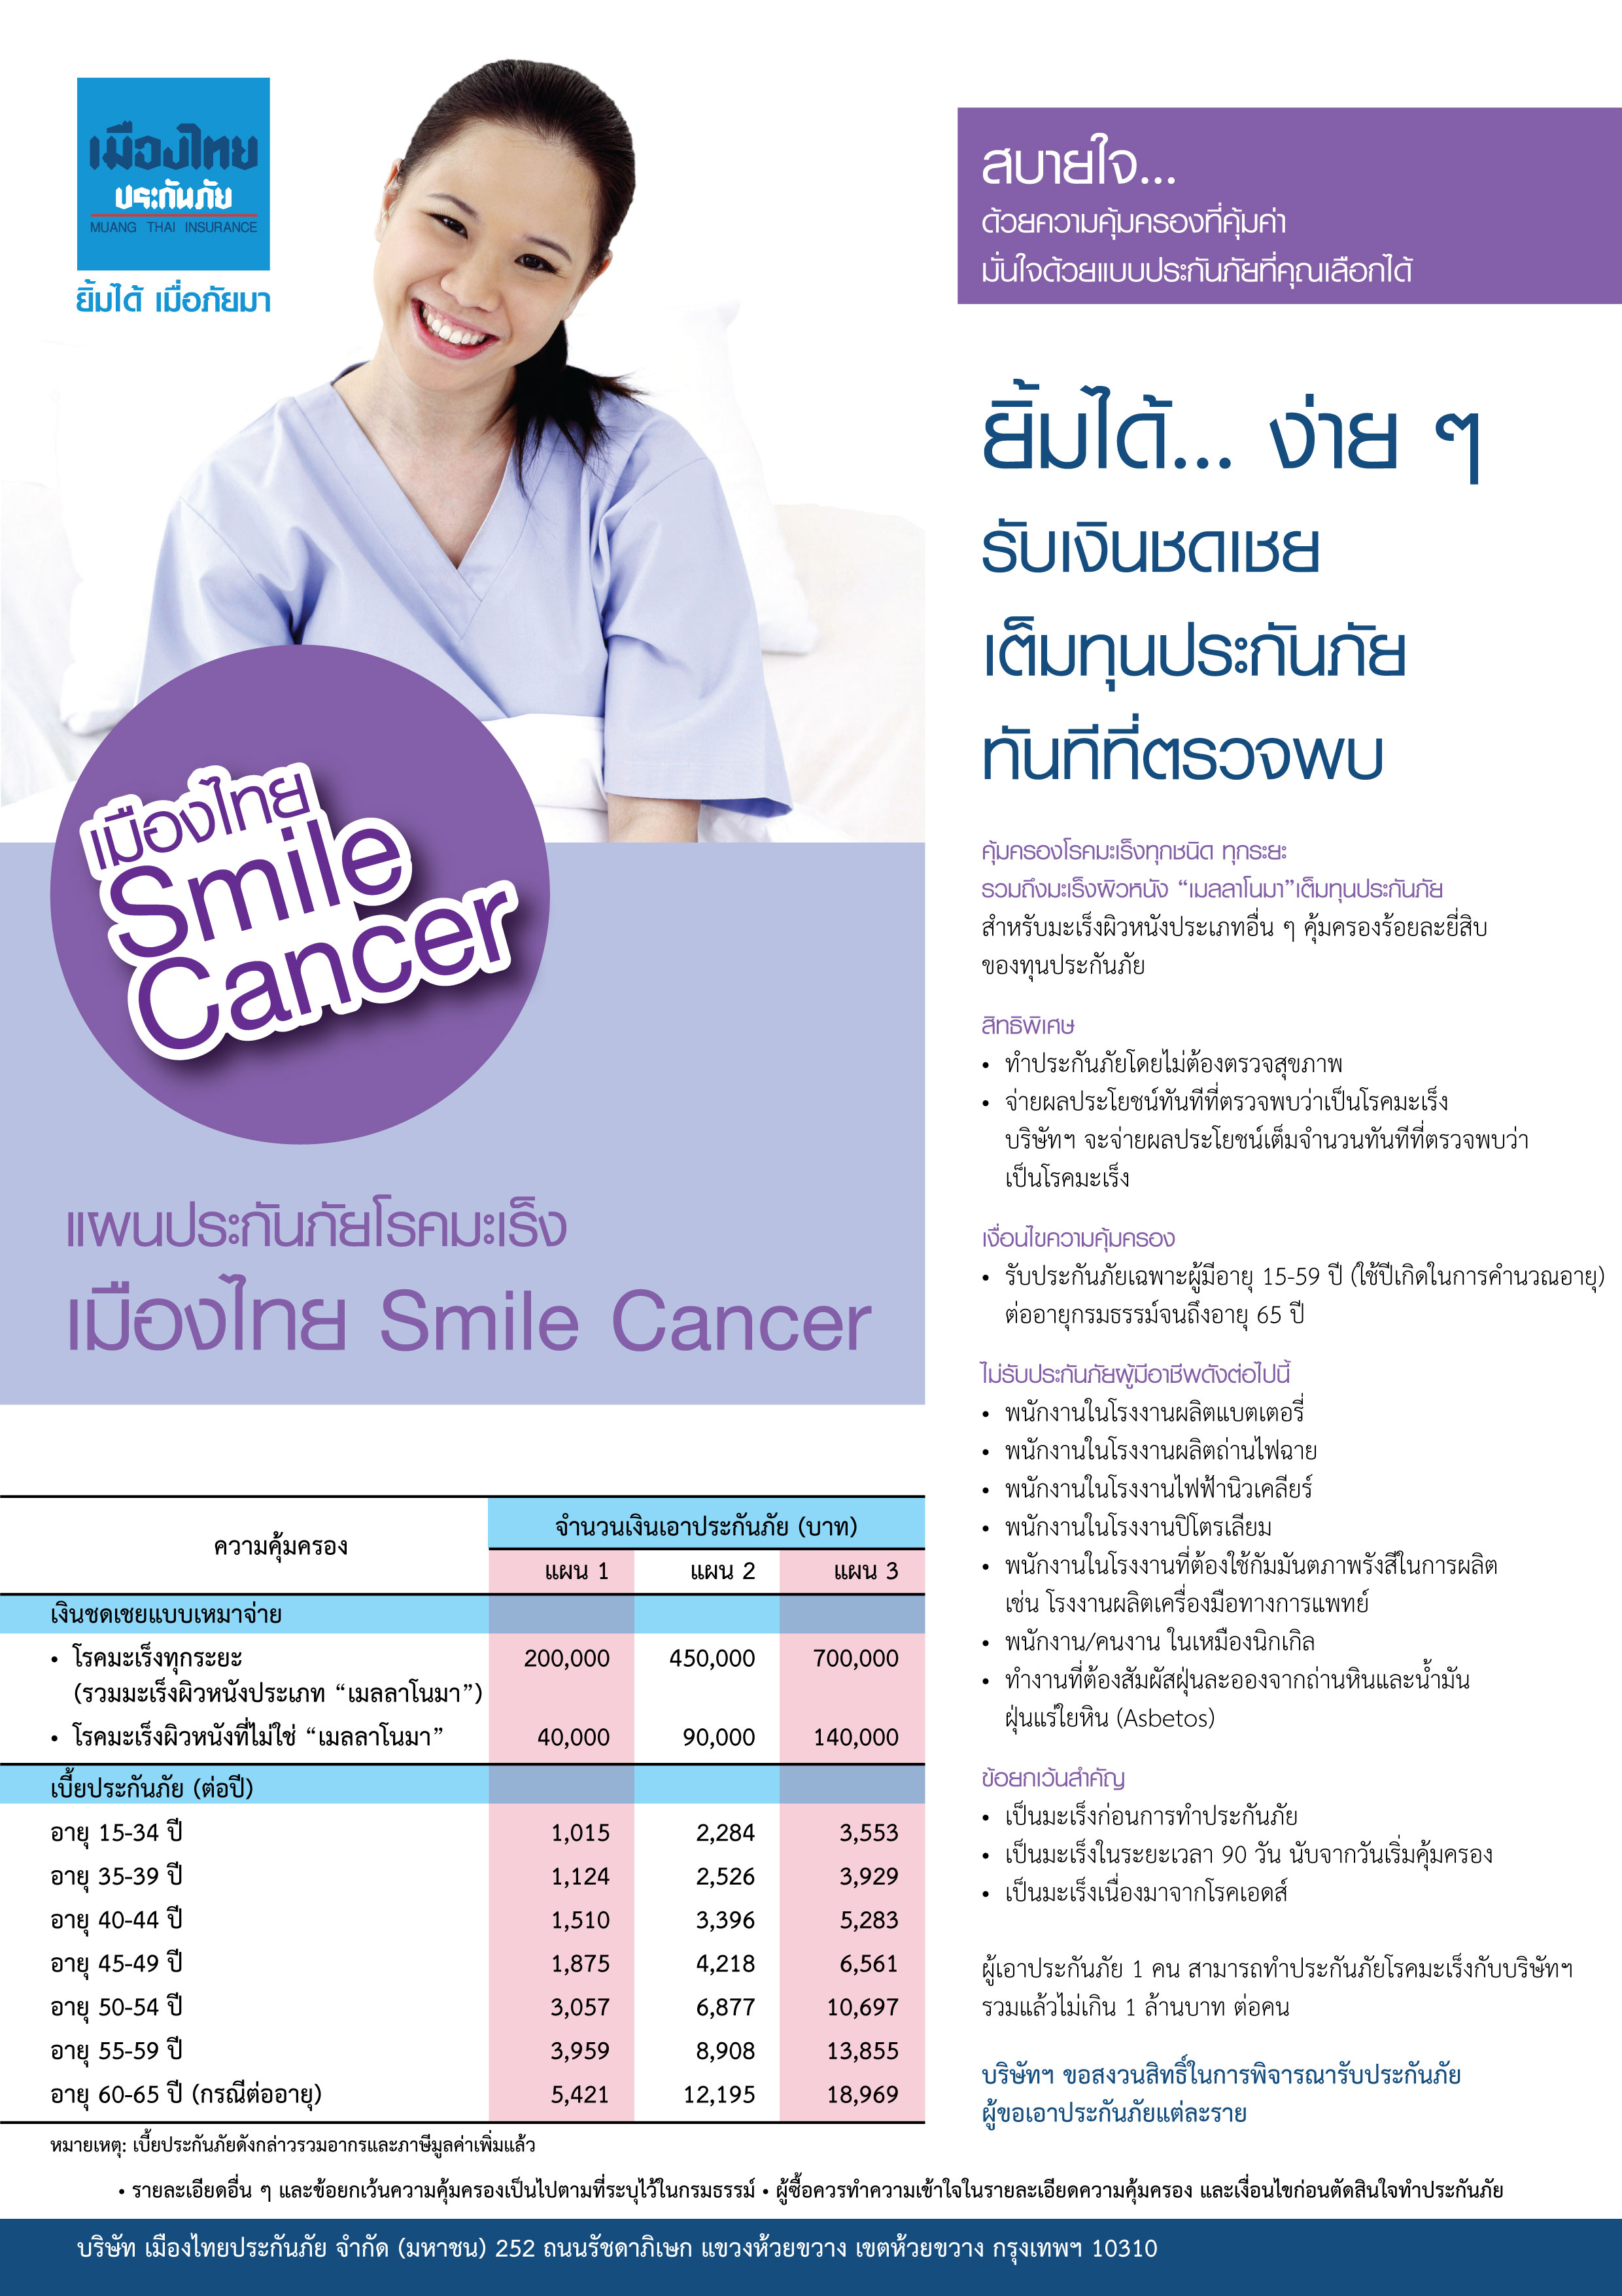 เมืองไทย
ประกันภัย
MUANG THAI INSURANCE
ยิ้มได้ เมื่อภัยมา
สบายใจ...
ด้วยความคุ้มครองที่คุ้มค่า
มั่นใจด้วยแบบประกันภัยที่คุณเลือกได้
ยิ้มได้... ง่าย ๆ
รับเงินชดเชย
เต็มทุนประกันภัย
ทันทีที่ตรวจพบ
เมืองไทย
Smile
Cancer
แผนประกันภัยโรคมะเร็ง
เมืองไทย Smile Cancer
คุ้มครองโรคมะเร็งทุกชนิด ทุกระยะ
รวมถึงมะเร็งผิวหนัง “เมลลาโนมา”เต็มทุนประกันภัย
สำหรับมะเร็งผิวหนังประเภทอื่น ๆ คุ้มครองร้อยละยี่สิบ
ของทุนประกันภัย
สิทธิพิเศษ
• ทำประกันภัยโดยไม่ต้องตรวจสุขภาพ
• จ่ายผลประโยชน์ทันทีที่ตรวจพบว่าเป็นโรคมะเร็ง
บริษัทฯ จะจ่ายผลประโยชน์เต็มจำนวนทันทีที่ตรวจพบว่า
เป็นโรคมะเร็ง
เงื่อนไขความคุ้มครอง
• รับประกันภัยเฉพาะผู้มีอายุ 15-59 ปี (ใช้ปีเกิดในการคำนวณอายุ)
ต่ออายุกรมธรรม์จนถึงอายุ 65 ปี
ไม่รับประกันภัยผู้มีอาชีพดังต่อไปนี้
• พนักงานในโรงงานผลิตแบตเตอรี่
• พนักงานในโรงงานผลิตถ่านไฟฉาย
• พนักงานในโรงงานไฟฟ้านิวเคลียร์
• พนักงานในโรงงานปิโตรเลียม
• พนักงานในโรงงานที่ต้องใช้กัมมันตภาพรังสีในการผลิต
เช่น โรงงานผลิตเครื่องมือทางการแพทย์
• พนักงาน/คนงาน ในเหมืองนิกเกิล
• ทำงานที่ต้องสัมผัสฝุ่นละอองจากถ่านหินและน้ำมัน
ฝุ่นแร่ใยหิน (Asbetos)
ข้อยกเว้นสำคัญ
• เป็นมะเร็งก่อนการทำประกันภัย
• เป็นมะเร็งในระยะเวลา 90 วัน นับจากวันเริ่มคุ้มครอง
• เป็นมะเร็งเนื่องมาจากโรคเอดส์
ผู้เอาประกันภัย 1 คน สามารถทำประกันภัยโรคมะเร็งกับบริษัทฯ
รวมแล้วไม่เกิน 1 ล้านบาท ต่อคน
บริษัทฯ ขอสงวนสิทธิ์ในการพิจารณารับประกันภัย
ผู้ขอเอาประกันภัยแต่ละราย
ความคุ้มครอง จำนวนเงินเอาประกันภัย (บาท)
แผน 1 แผน 2 แผน 3
เงินชดเชยแบบเหมาจ่าย
• โรคมะเร็งทุกระยะ 200,000 450,000 700,000
(รวมมะเร็งผิวหนังประเภท “เมลลาโนมา”)
• โรคมะเร็งผิวหนังที่ไม่ใช่ “เมลลาโนมา” 40,000 90,000 140,000
เบี้ยประกันภัย (ต่อปี)
อายุ 15-34 ปี 1,015 2,284 3,553
อายุ 35-39 ปี 1,124 2,526 3,929
อายุ 40-44 ปี 1,510 3,396 5,283
อายุ 45-49 ปี 1,875 4,218 6,561
อายุ 50-54 ปี 3,057 6,877 10,697
อายุ 55-59 ปี 3,959 8,908 13,855
อายุ 60-65 ปี (กรณีต่ออายุ) 5,421 12,195 18,969
หมายเหตุ: เบี้ยประกันภัยดังกล่าวรวมอากรและภาษีมูลค่าเพิ่มแล้ว
• รายละเอียดอื่น ๆ และข้อยกเว้นความคุ้มครองเป็นไปตามที่ระบุไว้ในกรมธรรม์ • ผู้ซื้อควรทำความเข้าใจในรายละเอียดความคุ้มครอง และเงื่อนไขก่อนตัดสินใจทำประกันภัย
บริษัท เมืองไทยประกันภัย จำกัด (มหาชน) 252 ถนนรัชดาภิเษก แขวงห้วยขวาง เขตห้วยขวาง กรุงเทพฯ 10310